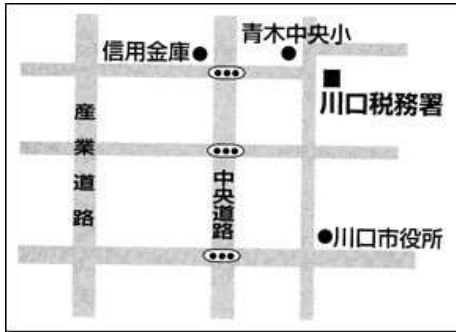 青木中央小
信用金庫
川口税務署
産業道路
中央道路
川口市役所